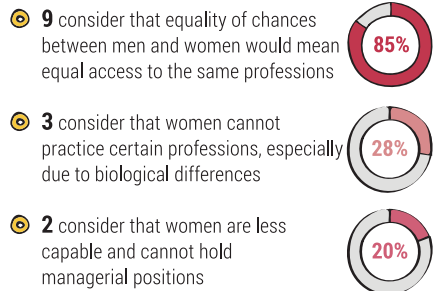 9 consider that equality of chances
between men and women would mean
equal access to the same professions
85%
3 consider that women cannot
practice certain professions, especially
due to biological differences
28%
2 consider that women are less
capable and cannot hold
managerial positions
20%